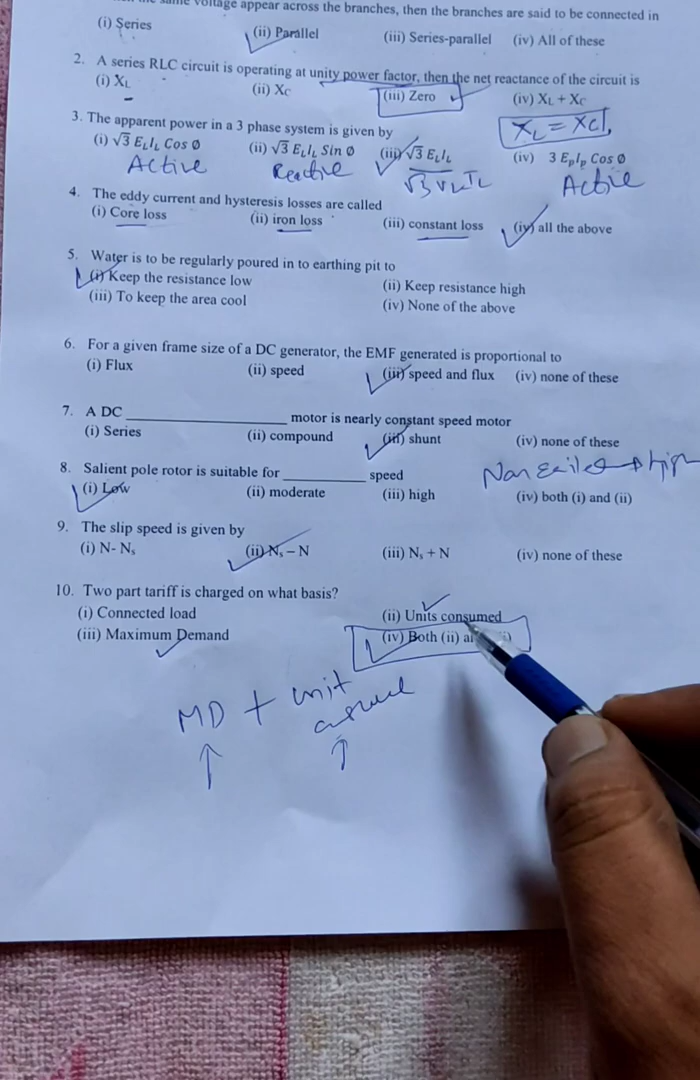 same voltage appear across the branches, then the branches are said to be connected in
(i) Series (ii) Parallel (iii) Series-parallel (iv) All of these
2. A series RLC circuit is operating at unity power factor, then the net reactance of the circuit is
(i) XL (ii) XC (iii) Zero (iv) XL + XC
XL = XC
3. The apparent power in a 3 phase system is given by
(i) √3 ELIL Cos Ø (ii) √3 ELIL Sin Ø (iii) √3 ELIL (iv) 3 EpIp Cos Ø
Active Reactive √3 VLIL Active
4. The eddy current and hysteresis losses are called
(i) Core loss (ii) iron loss (iii) constant loss (iv) all the above
5. Water is to be regularly poured in to earthing pit to
(i) Keep the resistance low (ii) Keep resistance high
(iii) To keep the area cool (iv) None of the above
6. For a given frame size of a DC generator, the EMF generated is proportional to
(i) Flux (ii) speed (iii) speed and flux (iv) none of these
7. A DC ____________________ motor is nearly constant speed motor
(i) Series (ii) compound (iii) shunt (iv) none of these
8. Salient pole rotor is suitable for __________ speed
Non high
(i) Low (ii) moderate (iii) high (iv) both (i) and (ii)
9. The slip speed is given by
(i) N- Ns (ii) Ns – N (iii) Ns + N (iv) none of these
10. Two part tariff is charged on what basis?
(i) Connected load (ii) Units consumed
(iii) Maximum Demand (iv) Both (ii)
MD + unit